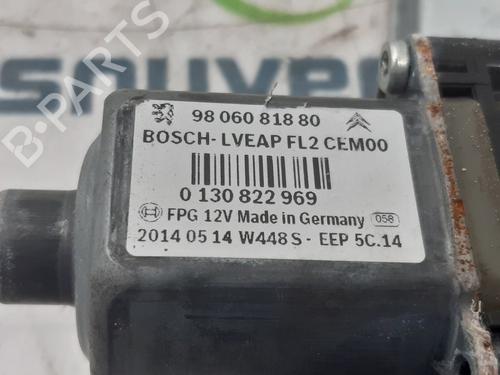 B-PARTS
98 060 818 80
BOSCH-LVEAP FL2 CEM00
0 130 822 969
FPG 12V Made in Germany 058
2014 05 14 W448 S - EEP 5C.14